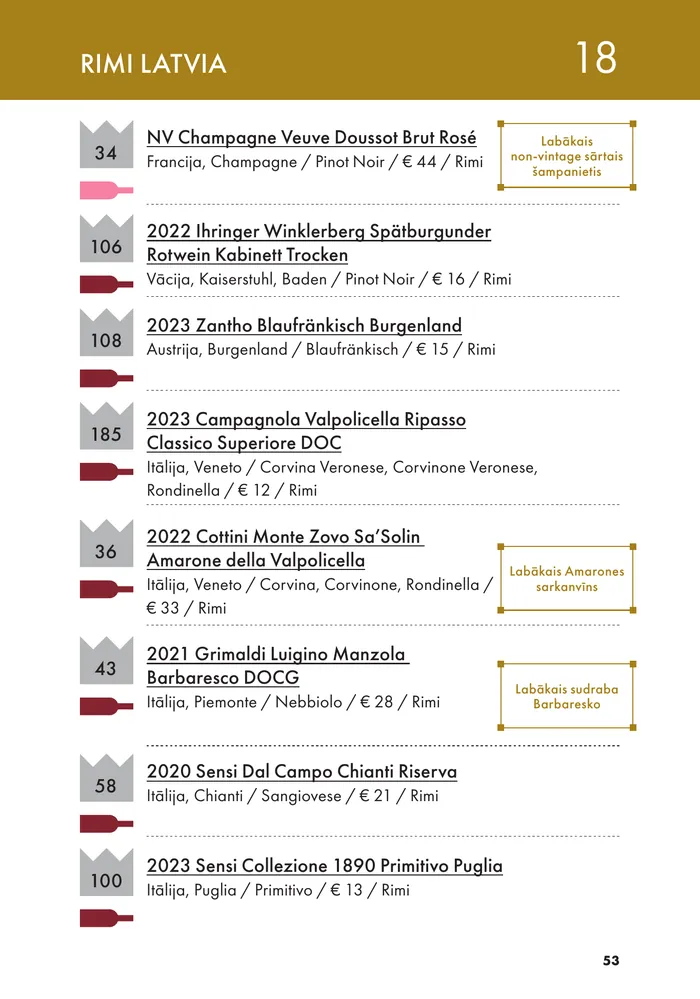 RIMI LATVIA
18
34
NV Champagne Veuve Doussot Brut Rosé
Francija, Champagne / Pinot Noir / € 44 / Rimi
Labākais
non-vintage sārtais
šampanietis
106
2022 Ihringer Winklerberg Spätburgunder
Rotwein Kabinett Trocken
Vācija, Kaiserstuhl, Baden / Pinot Noir / € 16 / Rimi
108
2023 Zantho Blaufränkisch Burgenland
Austrija, Burgenland / Blaufränkisch / € 15 / Rimi
185
2023 Campagnola Valpolicella Ripasso
Classico Superiore DOC
Itālija, Veneto / Corvina Veronese, Corvinone Veronese,
Rondinella / € 12 / Rimi
36
2022 Cottini Monte Zovo Sa’Solin
Amarone della Valpolicella
Itālija, Veneto / Corvina, Corvinone, Rondinella /
€ 33 / Rimi
Labākais Amarones
sarkanvīns
43
2021 Grimaldi Luigino Manzola
Barbaresco DOCG
Itālija, Piemonte / Nebbiolo / € 28 / Rimi
Labākais sudraba
Barbaresko
58
2020 Sensi Dal Campo Chianti Riserva
Itālija, Chianti / Sangiovese / € 21 / Rimi
100
2023 Sensi Collezione 1890 Primitivo Puglia
Itālija, Puglia / Primitivo / € 13 / Rimi
53